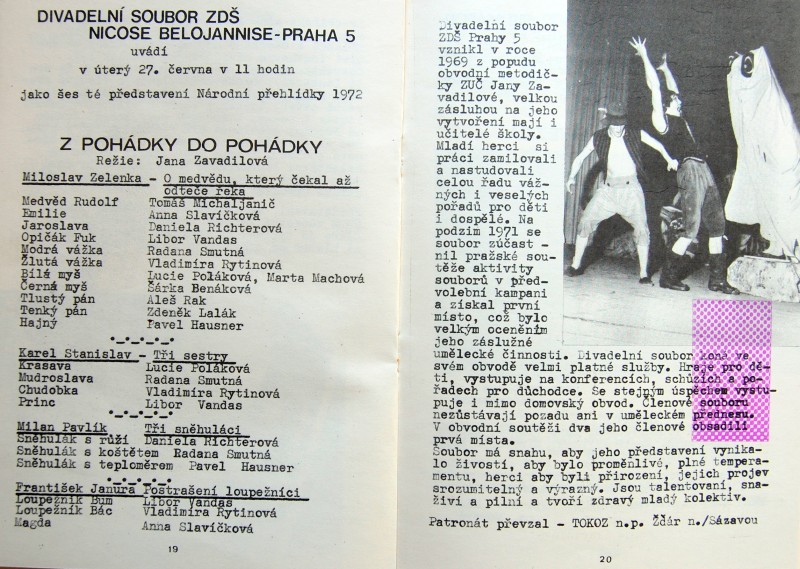 DIVADELNÍ SOUBOR ZDŠ
NICOSE BELOJANNISE-PRAHA 5
uvádí
v úterý 27. června v 11 hodin
jako šes té představení Národní přehlídky 1972
Z POHÁDKY DO POHÁDKY
Režie: Jana Zavadilová
Miloslav Zelenka - O medvědu, který čekal až
odteče řeka
Medvěd Rudolf Tomáš Michaljanič
Emilie Anna Slavíčková
Jaroslava Daniela Richterová
Opičák Fuk Libor Vandas
Modrá vážka Radana Smutná
Žlutá vážka Vladimíra Rytinová
Bílá myš Lucie Poláková, Marta Machová
Černá myš Šárka Benáková
Tlustý pán Aleš Rak
Tenký pán Zdeněk Lalák
Hajný Pavel Hausner
Karel Stanislav - Tři sestry
Krasava Lucie Poláková
Mudroslava Radana Smutná
Chudobka Vladimíra Rytinová
Princ Libor Vandas
Milan Pavlík - Tři sněhuláci
Sněhulák s růží Daniela Richterová
Sněhulák s koštětem Radana Smutná
Sněhulák s teploměrem Pavel Hausner
František Janura Postrašení loupežníci
Loupežník Bum Libor Vandas
Loupežník Bác Vladimíra Rytinová
Magda Anna Slavíčková
19
Divadelní soubor
ZDŠ Prahy 5
vznikl v roce
1969 z popudu
obvodní metodič-
ky ZUČ Jany Za-
vadilové, velkou
zásluhou na jeho
vytvoření mají i
učitelé školy.
Mladí herci si
práci zamilovali
a nastudovali
celou řadu váž-
ných i veselých
pořadů pro děti
i dospělé. Na
podzim 1971 se
soubor zúčast -
nil pražské sou-
těže aktivity
souborů v před-
volební kampani
a získal první
místo, což bylo
velkým oceněním
jeho záslužné
umělecké činnosti. Divadelní soubor koná ve
svém obvodě velmi platné služby. Hraje pro dě-
ti, vystupuje na konferencích, schůzích a po-
řadech pro důchodce. Se stejným úspěchem vystu-
puje i mimo domovský obvod. Členové souboru
nezůstávají pozadu ani v uměleckém přednesu.
V obvodní soutěži dva jeho členové obsadili
prvá místa.
Soubor má snahu, aby jeho představení vynika-
lo živostí, aby bylo proměnlivé, plné tempera-
mentu, herci aby byli přirození, jejich projev
srozumitelný a výrazný. Jsou talentovaní, sna-
živí a pilní a tvoří zdravý mladý kolektiv.
Patronát převzal - TOKOZ n.p. Žďár n./Sázavou
20